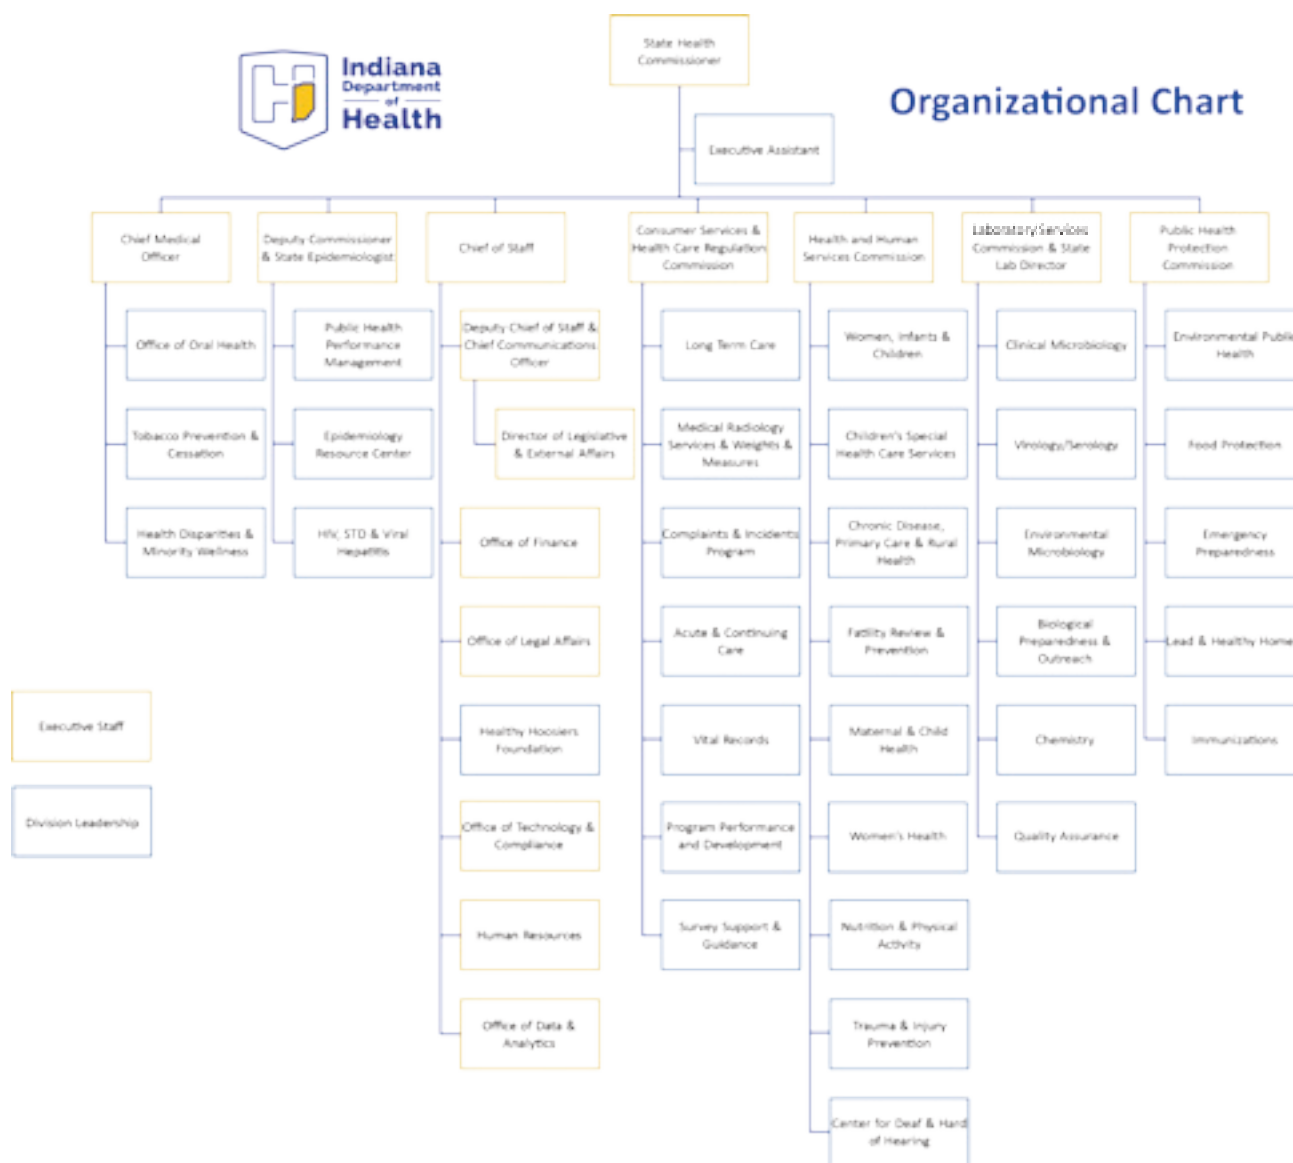 State Health
Commissioner
Indiana
Department
of
Health
Organizational Chart
Executive Assistant
Chief Medical
Officer
Deputy Commissioner
& State Epidemiologist
Chief of Staff
Consumer Services &
Health Care Regulation
Commission
Health and Human
Services Commission
Laboratory/Services
Commission & State
Lab Director
Public Health
Protection
Commission
Office of Oral Health
Public Health
Performance
Management
Deputy Chief of Staff &
Chief Communications
Officer
Long Term Care
Women, Infants &
Children
Clinical Microbiology
Environmental Public
Health
Tobacco Prevention &
Cessation
Epidemiology
Resource Center
Director of Legislative
& External Affairs
Medical Radiology
Services & Weights &
Measures
Children's Special
Health Care Services
Virology/Serology
Food Protection
Health Disparities &
Minority Wellness
HIV, STD & Viral
Hepatitis
Office of Finance
Complaints & Incidents
Program
Chronic Disease,
Primary Care & Rural
Health
Environmental
Microbiology
Emergency
Preparedness
Office of Legal Affairs
Acute & Continuing
Care
Fatility Review &
Prevention
Biological
Preparedness &
Outreach
Lead & Healthy Home
Executive Staff
Healthy Hoosiers
Foundation
Vital Records
Maternal & Child
Health
Chemistry
Immunizations
Division Leadership
Office of Technology &
Compliance
Program Performance
and Development
Women's Health
Quality Assurance
Human Resources
Survey Support &
Guidance
Nutrition & Physical
Activity
Office of Data &
Analytics
Trauma & Injury
Prevention
Center for Deaf & Hard
of Hearing